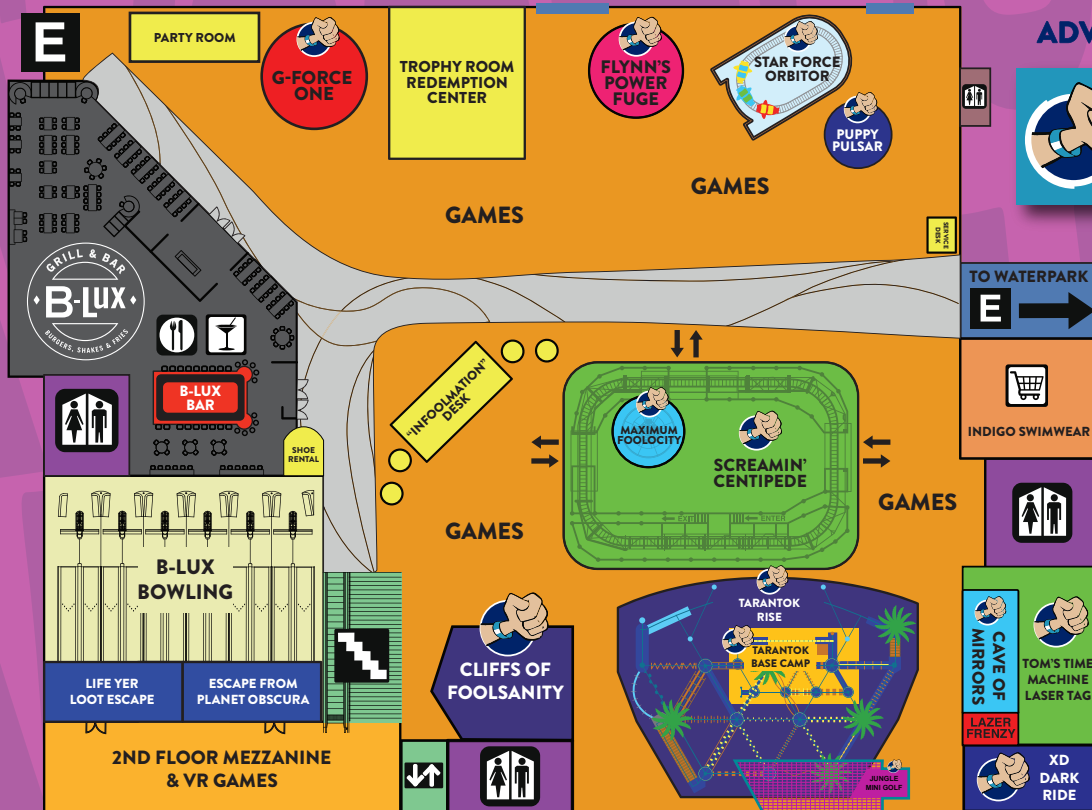 E
PARTY ROOM
G-FORCE
ONE
TROPHY ROOM
REDEMPTION
CENTER
FLYNN'S
POWER
FUGE
STAR FORCE
ORBITOR
PUPPY
PULSAR
ADV
GAMES
GAMES
SERVICE
DESK
TO WATERPARK
E
GRILL & BAR
B-LUX
BURGERS, SHAKES & FRIES
B-LUX
BAR
SHOE
RENTAL
"INFOOLMATION"
DESK
MAXIMUM
FOOLOCITY
SCREAMIN'
CENTIPEDE
EXIT
ENTER
INDIGO SWIMWEAR
GAMES
GAMES
B-LUX
BOWLING
LIFE YER
LOOT ESCAPE
ESCAPE FROM
PLANET OBSCURA
2ND FLOOR MEZZANINE
& VR GAMES
CLIFFS OF
FOOLSANITY
TARANTOK
RISE
TARANTOK
BASE CAMP
JUNGLE
MINI GOLF
CAVE OF
MIRRORS
LAZER
FRENZY
TOM'S TIME
MACHINE
LASER TAG
XD
DARK
RIDE